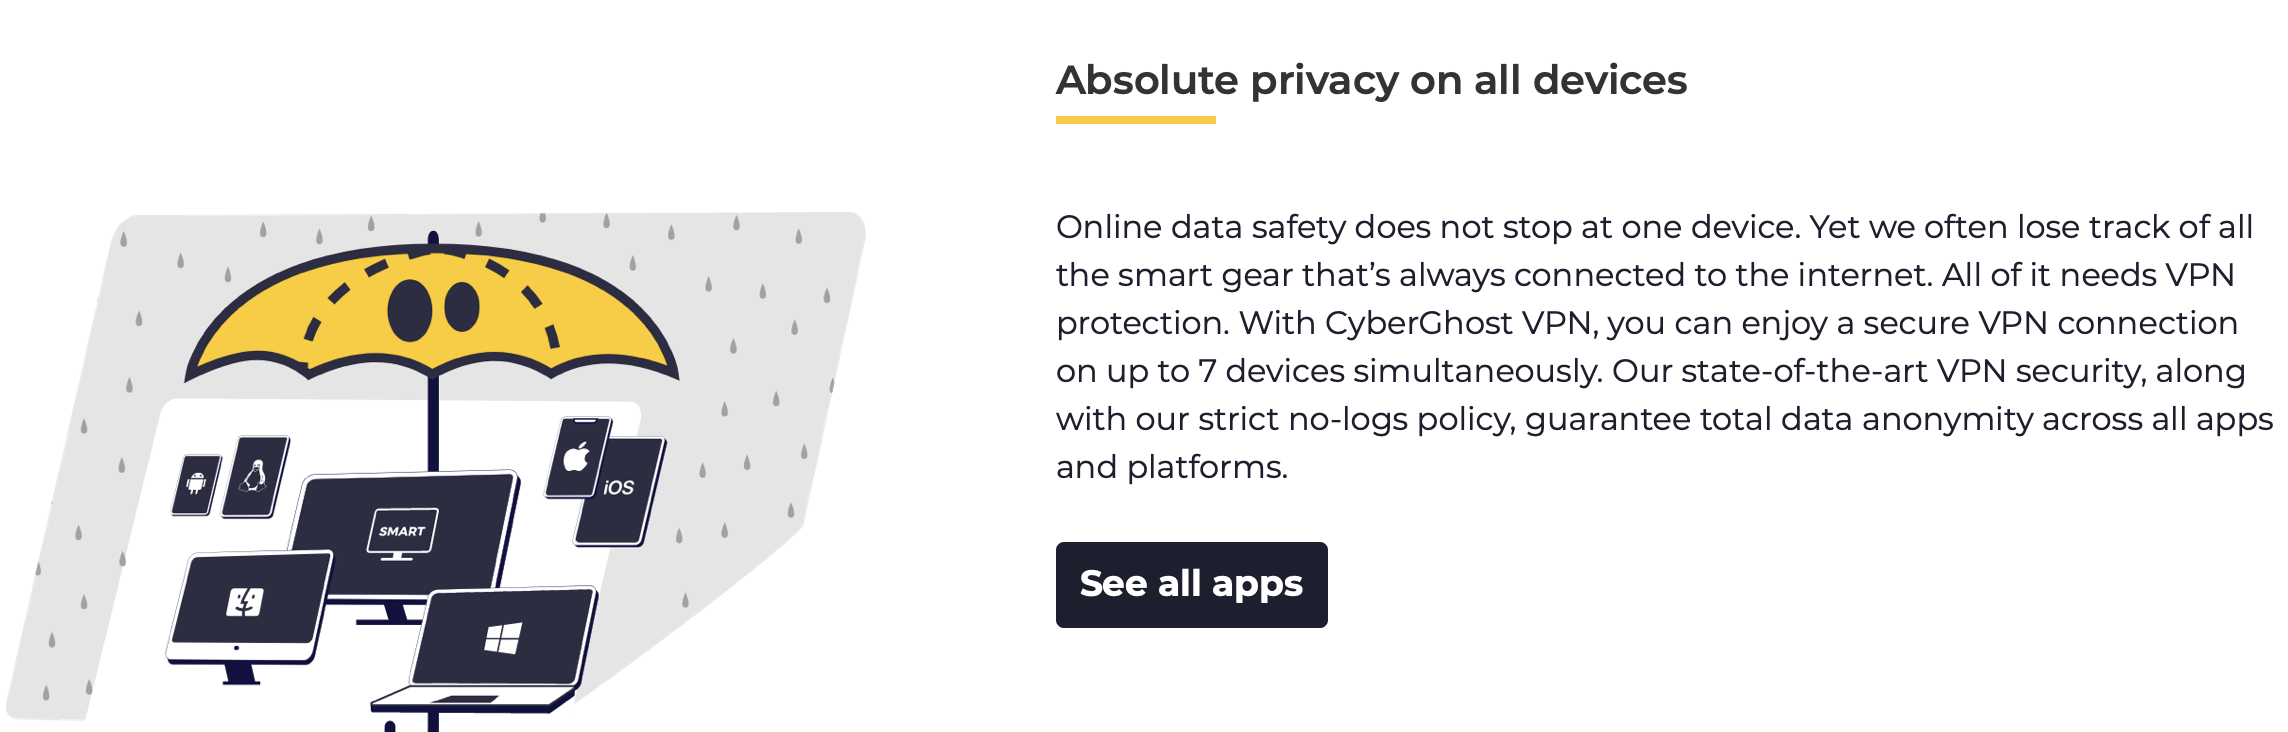 Absolute privacy on all devices
Online data safety does not stop at one device. Yet we often lose track of all
the smart gear that’s always connected to the internet. All of it needs VPN
protection. With CyberGhost VPN, you can enjoy a secure VPN connection
on up to 7 devices simultaneously. Our state-of-the-art VPN security, along
with our strict no-logs policy, guarantee total data anonymity across all apps
and platforms.
See all apps
iOS
SMART